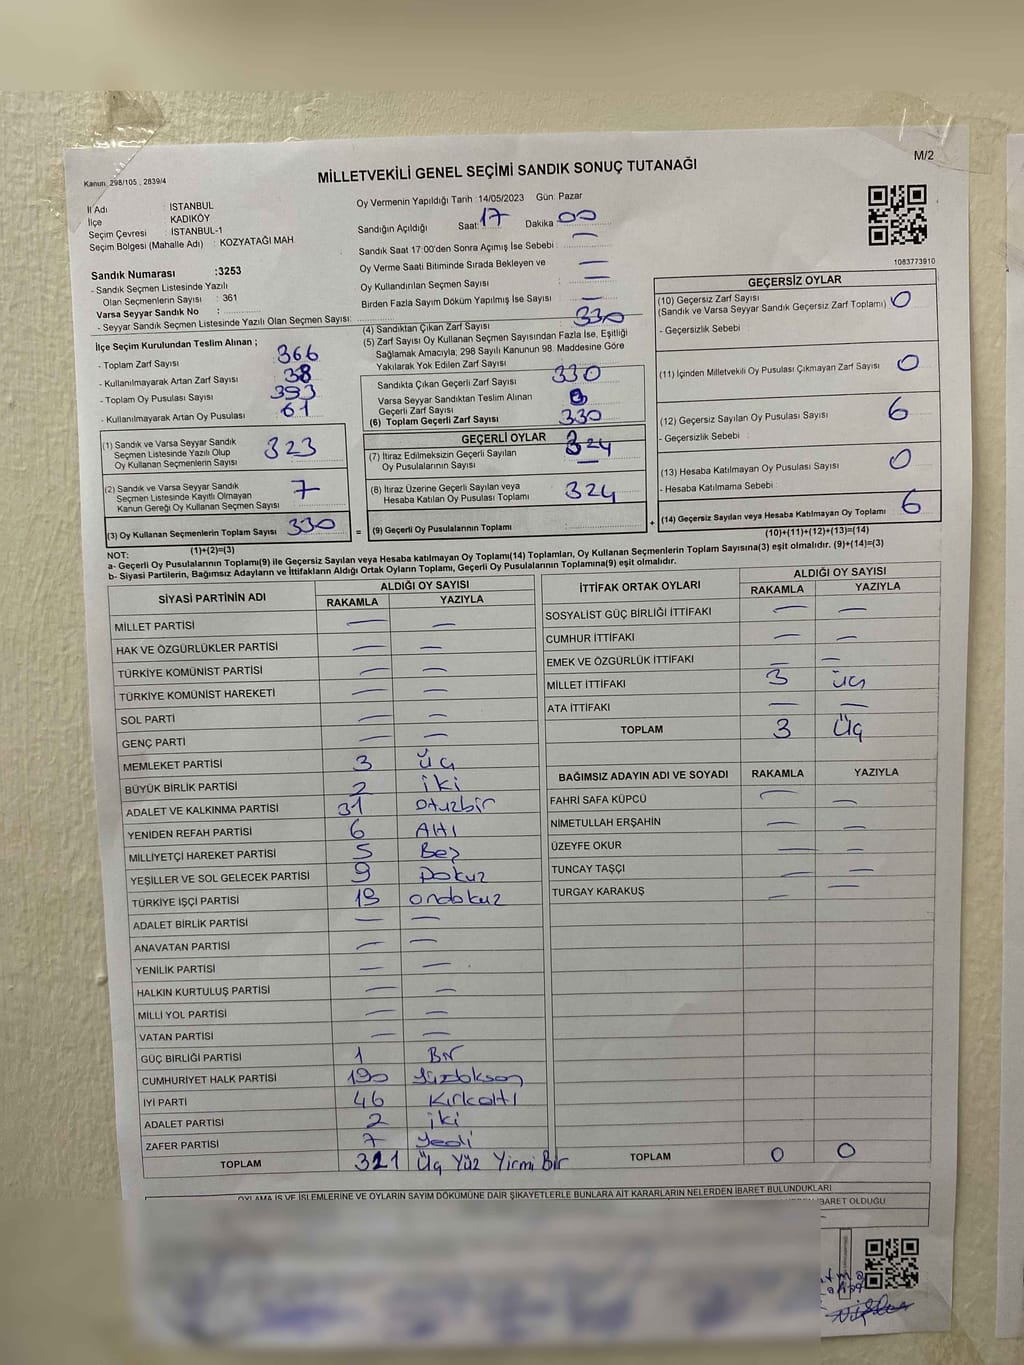 Kanun: 298/105 , 2839/4
MİLLETVEKİLİ GENEL SEÇİMİ SANDIK SONUÇ TUTANAĞI
M/2
İl Adı : İSTANBUL
İlçe : KADIKÖY
Seçim Çevresi : İSTANBUL-1
Seçim Bölgesi (Mahalle Adı) : KOZYATAĞI MAH
Sandık Numarası :3253
- Sandık Seçmen Listesinde Yazılı
Olan Seçmenlerin Sayısı : 361
Varsa Seyyar Sandık No :
- Seyyar Sandık Seçmen Listesinde Yazılı Olan Seçmen Sayısı:
Oy Vermenin Yapıldığı Tarih : 14/05/2023 Gün: Pazar
Sandığın Açıldığı Saat: 17 Dakika: 00
Sandık Saat 17:00'den Sonra Açımış İse Sebebi : —
Oy Verme Saati Bitiminde Sırada Bekleyen ve —
Oy Kullandırılan Seçmen Sayısı —
Birden Fazla Sayım Döküm Yapılmış İse Sayısı —
1083773910
İlçe Seçim Kurulundan Teslim Alınan ;
- Toplam Zarf Sayısı 366
- Kullanılmayarak Artan Zarf Sayısı 38
- Toplam Oy Pusulası Sayısı 393
- Kullanılmayarak Artan Oy Pusulası 61
(1) Sandık ve Varsa Seyyar Sandık
Seçmen Listesinde Yazılı Olup 323
Oy Kullanan Seçmenlerin Sayısı
(2) Sandık ve Varsa Seyyar Sandık
Seçmen Listesinde Kayıtlı Olmayan 7
Kanun Gereği Oy Kullanan Seçmen Sayısı
(3) Oy Kullanan Seçmenlerin Toplam Sayısı 330
(1)+(2)=(3)
(4) Sandıktan Çıkan Zarf Sayısı 330
(5) Zarf Sayısı Oy Kullanan Seçmen Sayısından Fazla İse, Eşitliği
Sağlamak Amacıyla; 298 Sayılı Kanunun 98. Maddesine Göre
Yakılarak Yok Edilen Zarf Sayısı
Sandıkta Çıkan Geçerli Zarf Sayısı 330
Varsa Seyyar Sandıktan Teslim Alınan
Geçerli Zarf Sayısı
(6) Toplam Geçerli Zarf Sayısı 330
GEÇERLİ OYLAR
(7) İtiraz Edilmeksizin Geçerli Sayılan 324
Oy Pusulalarının Sayısı
—
(8) İtiraz Üzerine Geçerli Sayılan veya
Hesaba Katılan Oy Pusulası Toplamı 324
= (9) Geçerli Oy Pusulalarının Toplamı :
+
GEÇERSİZ OYLAR
(10) Geçersiz Zarf Sayısı 0
(Sandık ve Varsa Seyyar Sandık Geçersiz Zarf Toplamı)
- Geçersizlik Sebebi :
(11) İçinden Milletvekili Oy Pusulası Çıkmayan Zarf Sayısı 0
(12) Geçersiz Sayılan Oy Pusulası Sayısı 6
- Geçersizlik Sebebi :
(13) Hesaba Katılmayan Oy Pusulası Sayısı 0
- Hesaba Katılmama Sebebi :
(14) Geçersiz Sayılan veya Hesaba Katılmayan Oy Toplamı 6
(10)+(11)+(12)+(13)=(14)
NOT:
a- Geçerli Oy Pusulasının Toplamı(9) ile Geçersiz Sayılan veya Hesaba katılmayan Oy Toplamı(14) Toplamları, Oy Kullanan Seçmenlerin Toplam Sayısına(3) eşit olmalıdır. (9)+(14)=(3)
b- Siyasi Partilerin, Bağımsız Adayların ve İttifakların Aldığı Ortak Oyların Toplamı, Geçerli Oy Pusulalarının Toplamına(9) eşit olmalıdır.
SİYASİ PARTİNİN ADI ALDIĞI OY SAYISI
RAKAMLA YAZIYLA
MİLLET PARTİSİ — —
HAK VE ÖZGÜRLÜKLER PARTİSİ — —
TÜRKİYE KOMÜNİST PARTİSİ — —
TÜRKİYE KOMÜNİST HAREKETİ — —
SOL PARTİ — —
GENÇ PARTİ — —
MEMLEKET PARTİSİ 3 üç
BÜYÜK BİRLİK PARTİSİ 2 iki
ADALET VE KALKINMA PARTİSİ 31 otuzbir
YENİDEN REFAH PARTİSİ 6 Altı
MİLLİYETÇİ HAREKET PARTİSİ 5 Beş
YEŞİLLER VE SOL GELECEK PARTİSİ 9 Dokuz
TÜRKİYE İŞÇİ PARTİSİ 19 ondokuz
ADALET BİRLİK PARTİSİ — —
ANAVATAN PARTİSİ — —
YENİLİK PARTİSİ — —
HALKIN KURTULUŞ PARTİSİ — —
MİLLİ YOL PARTİSİ — —
VATAN PARTİSİ — —
GÜÇ BİRLİĞİ PARTİSİ 1 Bir
CUMHURİYET HALK PARTİSİ 190 yüzdoksan
İYİ PARTİ 46 Kırkaltı
ADALET PARTİSİ 2 iki
ZAFER PARTİSİ 7 yedi
TOPLAM 321 Üç Yüz Yirmi Bir
İTTİFAK ORTAK OYLARI ALDIĞI OY SAYISI
RAKAMLA YAZIYLA
SOSYALİST GÜÇ BİRLİĞİ İTTİFAKI — —
CUMHUR İTTİFAKI — —
EMEK VE ÖZGÜRLÜK İTTİFAKI — —
MİLLET İTTİFAKI 3 üç
ATA İTTİFAKI — —
TOPLAM 3 Üç
BAĞIMSIZ ADAYIN ADI VE SOYADI RAKAMLA YAZIYLA
FAHRİ SAFA KÜPCÜ — —
NİMETULLAH ERŞAHİN — —
ÜZEYFE OKUR — —
TUNCAY TAŞÇI — —
TURGAY KARAKUŞ — —
TOPLAM 0 0
OYLAMA İŞ VE İŞLEMLERİNE VE OYLARIN SAYIM DÖKÜMÜNE DAİR ŞİKAYETLERLE BUNLARA AİT KARARLARIN NELERDEN İBARET BULUNDUKLARI
İBARET OLDUĞU